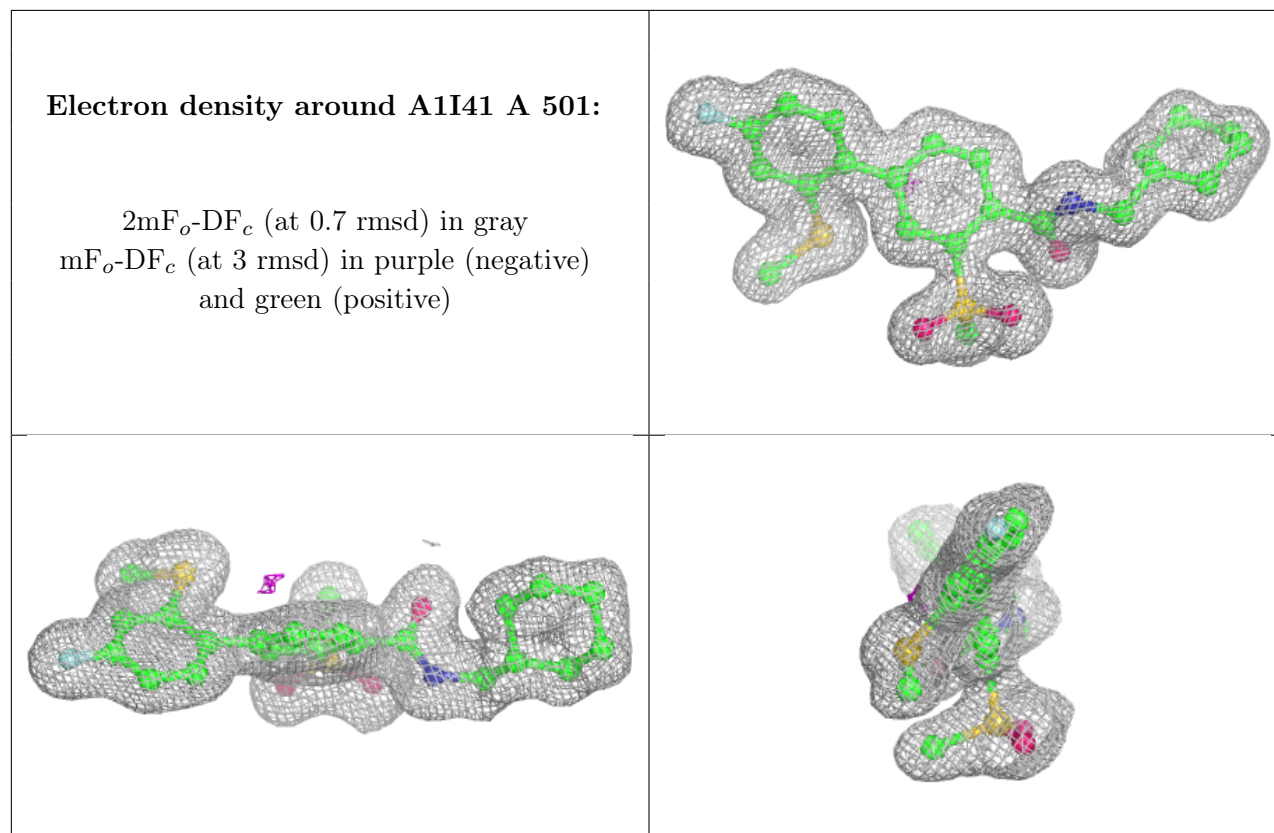 Electron density around A1I41 A 501:
2mFo-DFc (at 0.7 rmsd) in gray
mFo-DFc (at 3 rmsd) in purple (negative)
and green (positive)